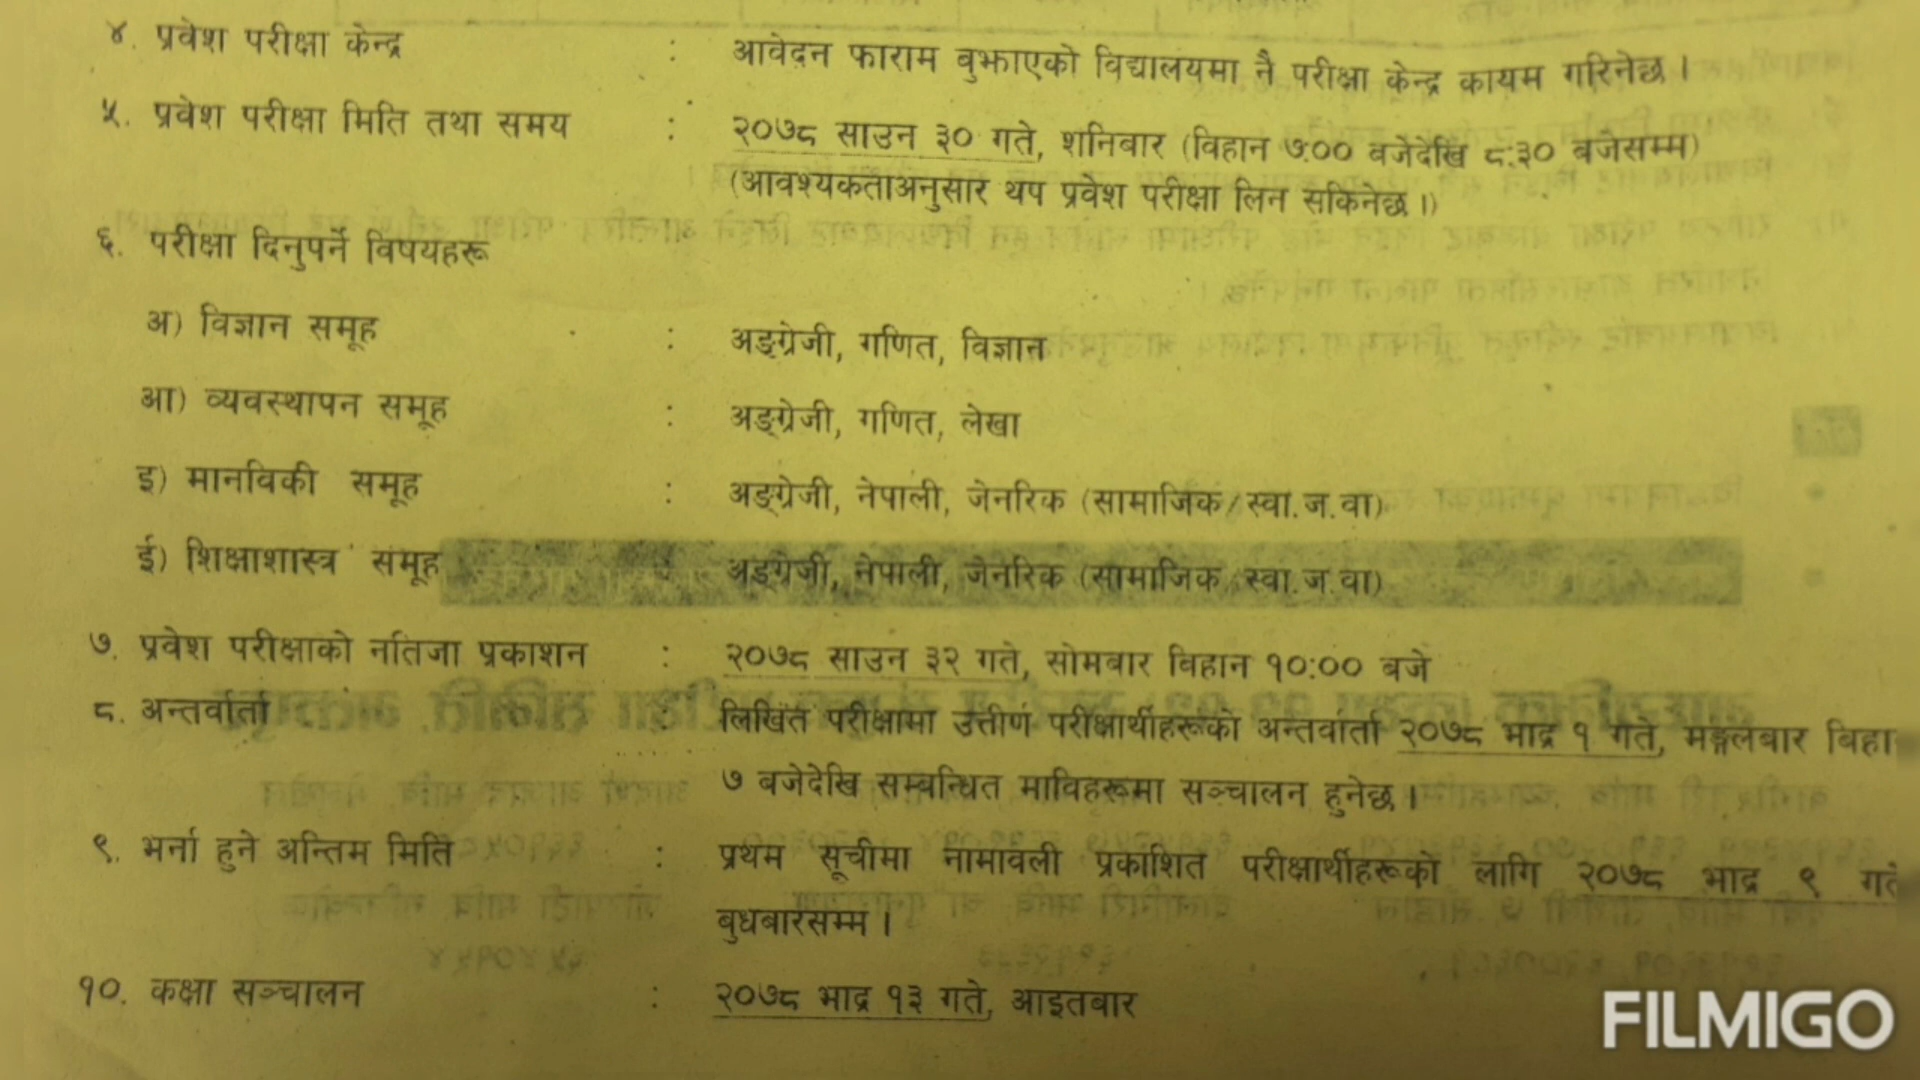 ४. प्रवेश परीक्षा केन्द्र : आवेदन फाराम बुझाएको विद्यालयमा नै परीक्षा केन्द्र कायम गरिनेछ ।
५. प्रवेश परीक्षा मिति तथा समय : २०७८ साउन ३० गते, शनिबार (विहान ७:०० बजेदेखि ८:३० बजेसम्म)
(आवश्यकताअनुसार थप प्रवेश परीक्षा लिन सकिनेछ ।)
६. परीक्षा दिनुपर्ने विषयहरू
अ) विज्ञान समूह : अङ्ग्रेजी, गणित, विज्ञान
आ) व्यवस्थापन समूह : अङ्ग्रेजी, गणित, लेखा
इ) मानविकी समूह : अङ्ग्रेजी, नेपाली, जेनरिक (सामाजिक/स्वा.ज.वा)
ई) शिक्षाशास्त्र समूह : अङ्ग्रेजी, नेपाली, जेनरिक (सामाजिक/स्वा.ज.वा)
७. प्रवेश परीक्षाको नतिजा प्रकाशन : २०७८ साउन ३२ गते, सोमबार विहान १०:०० बजे
८. अन्तर्वार्ता : लिखित परीक्षामा उत्तीर्ण परीक्षार्थीहरूको अन्तर्वार्ता २०७८ भाद्र १ गते, मङ्गलबार बिहा
७ बजेदेखि सम्बन्धित माविहरूमा सञ्चालन हुनेछ ।
९. भर्ना हुने अन्तिम मिति : प्रथम सूचीमा नामावली प्रकाशित परीक्षार्थीहरूको लागि २०७८ भाद्र ९ गते
बुधबारसम्म ।
१०. कक्षा सञ्चालन : २०७८ भाद्र १३ गते, आइतबार
FILMIGO